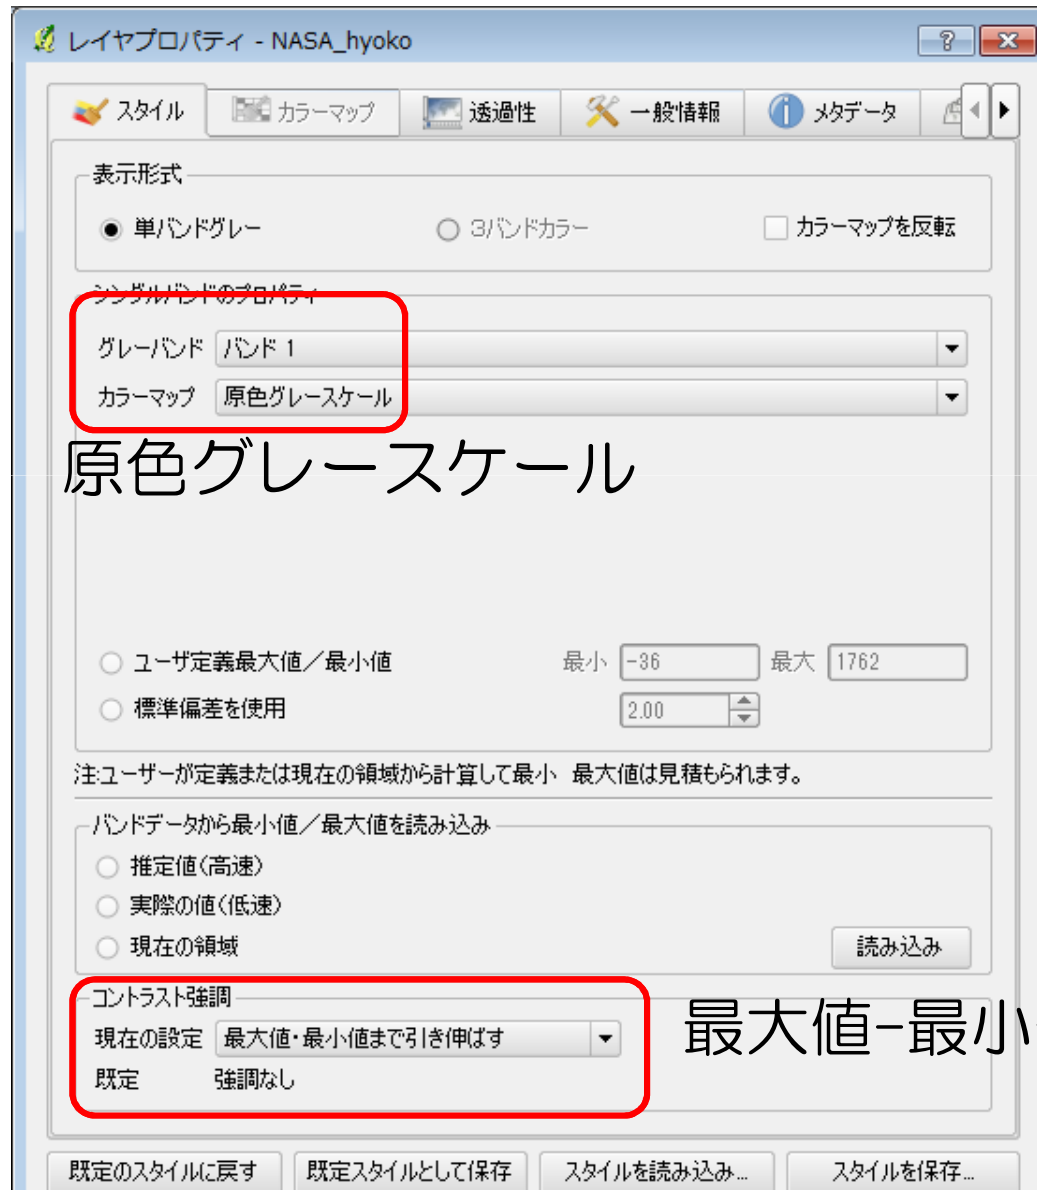 レイヤプロパティ - NASA_hyoko
スタイル カラーマップ 透過性 一般情報 メタデータ
表示形式
単バンドグレー 3バンドカラー カラーマップを反転
シングルバンドのプロパティ
グレーバンド バンド 1
カラーマップ 原色グレースケール
原色グレースケール
ユーザ定義最大値／最小値 最小 -36 最大 1762
標準偏差を使用 2.00
注:ユーザーが定義または現在の領域から計算して最小 最大値は見積もられます。
バンドデータから最小値／最大値を読み込み
推定値(高速)
実際の値(低速)
現在の領域 読み込み
コントラスト強調
現在の設定 最大値・最小値まで引き伸ばす
最大値-最小
既定 強調なし
既定のスタイルに戻す 既定スタイルとして保存 スタイルを読み込み... スタイルを保存...